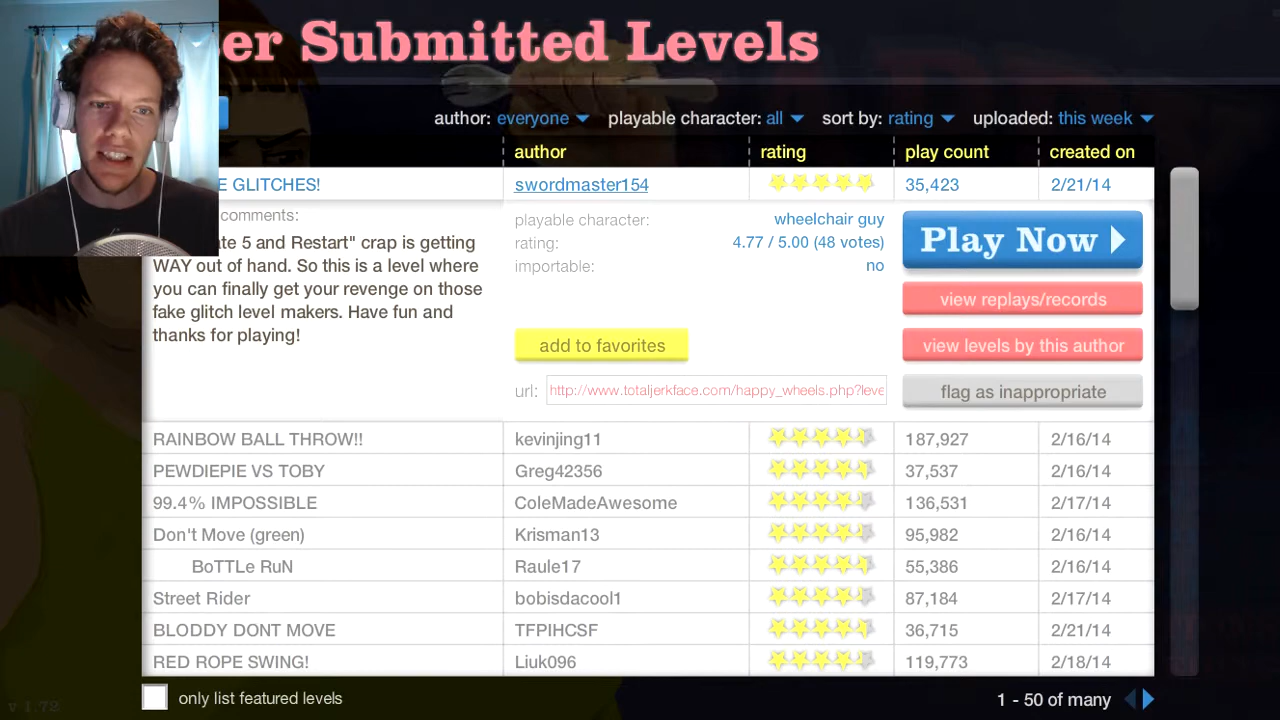 er Submitted Levels
author: everyone playable character: all sort by: rating uploaded: this week
author rating play count created on
E GLITCHES! swordmaster154 35,423 2/21/14
comments:
ate 5 and Restart" crap is getting
WAY out of hand. So this is a level where
you can finally get your revenge on those
fake glitch level makers. Have fun and
thanks for playing!
playable character: wheelchair guy
rating: 4.77 / 5.00 (48 votes)
importable: no
add to favorites
url: http://www.totaljerkface.com/happy_wheels.php?leve
Play Now
view replays/records
view levels by this author
flag as inappropriate
RAINBOW BALL THROW!! kevinjing11 187,927 2/16/14
PEWDIEPIE VS TOBY Greg42356 37,537 2/16/14
99.4% IMPOSSIBLE ColeMadeAwesome 136,531 2/17/14
Don't Move (green) Krisman13 95,982 2/16/14
BoTTLe RuN Raule17 55,386 2/16/14
Street Rider bobisdacool1 87,184 2/17/14
BLODDY DONT MOVE TFPIHCSF 36,715 2/21/14
RED ROPE SWING! Liuk096 119,773 2/18/14
only list featured levels 1 - 50 of many
v 1.72